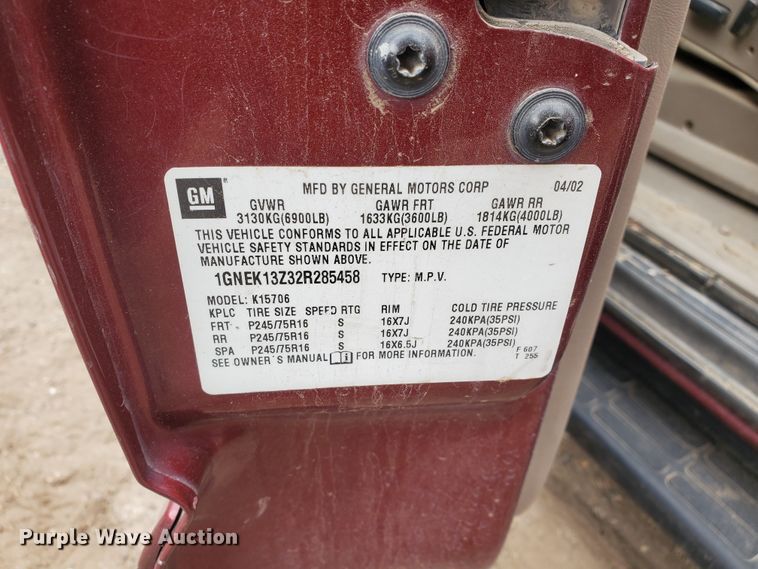 GM
MFD BY GENERAL MOTORS CORP 04/02
GVWR GAWR FRT GAWR RR
3130KG(6900LB) 1633KG(3600LB) 1814KG(4000LB)
THIS VEHICLE CONFORMS TO ALL APPLICABLE U.S. FEDERAL MOTOR
VEHICLE SAFETY STANDARDS IN EFFECT ON THE DATE OF
MANUFACTURE SHOWN ABOVE.
1GNEK13Z32R285458 TYPE: M.P.V.
MODEL: K15706
KPLC TIRE SIZE SPEED RTG RIM COLD TIRE PRESSURE
FRT P245/75R16 S 16X7J 240KPA(35PSI)
RR P245/75R16 S 16X7J 240KPA(35PSI)
SPA P245/75R16 S 16X6.5J 240KPA(35PSI)
SEE OWNER'S MANUAL i FOR MORE INFORMATION.
F 607
T 255
Purple Wave Auction